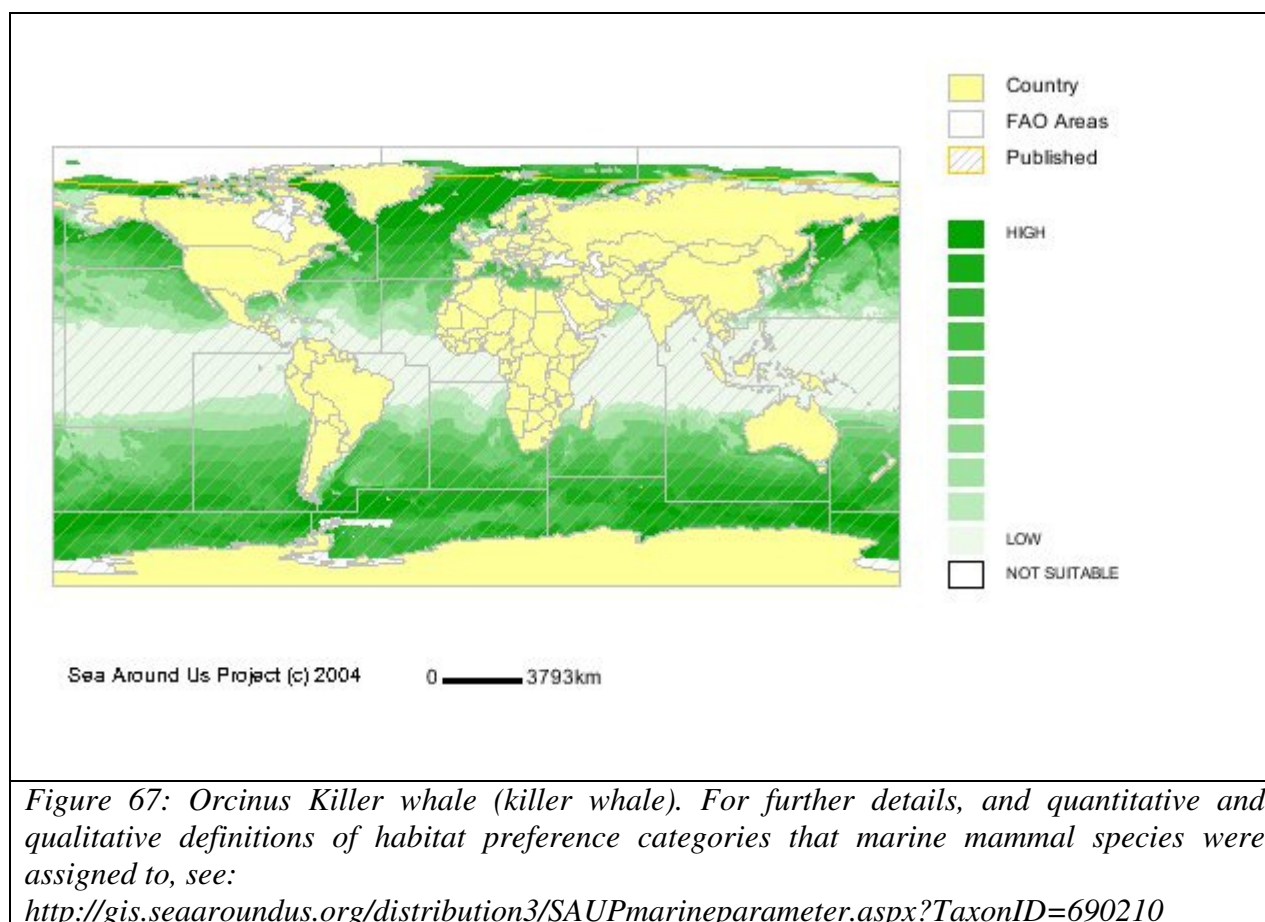 Country
FAO Areas
Published
HIGH
LOW
NOT SUITABLE
Sea Around Us Project (c) 2004 0 3793km
Figure 67: Orcinus Killer whale (killer whale). For further details, and quantitative and
qualitative definitions of habitat preference categories that marine mammal species were
assigned to, see:
http://gis.seaaroundus.org/distribution3/SAUPmarineparameter.aspx?TaxonID=690210